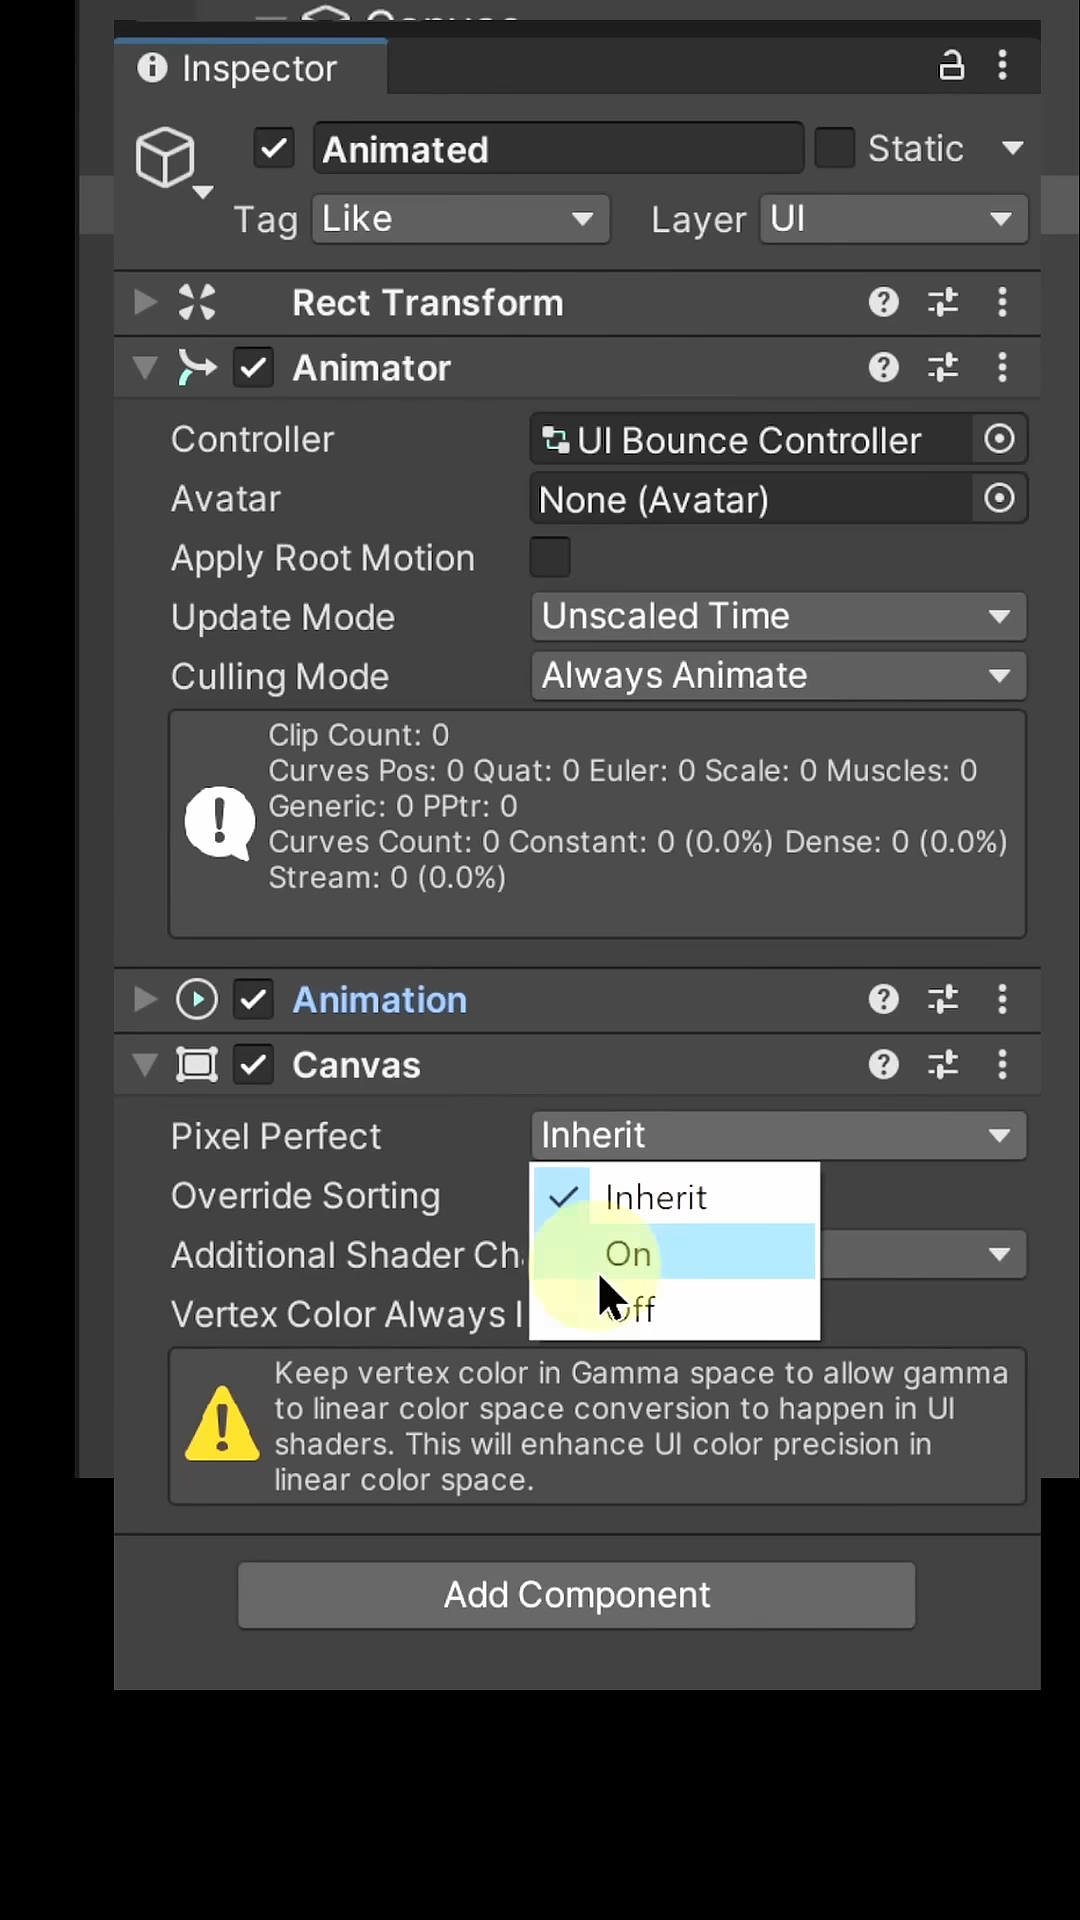 Inspector
Animated
Static
Tag Like Layer UI
Rect Transform
Animator
Controller UI Bounce Controller
Avatar None (Avatar)
Apply Root Motion
Update Mode Unscaled Time
Culling Mode Always Animate
Clip Count: 0
Curves Pos: 0 Quat: 0 Euler: 0 Scale: 0 Muscles: 0
Generic: 0 PPtr: 0
Curves Count: 0 Constant: 0 (0.0%) Dense: 0 (0.0%)
Stream: 0 (0.0%)
Animation
Canvas
Pixel Perfect Inherit
Inherit
Override Sorting
On
Additional Shader Ch
Off
Vertex Color Always I
Keep vertex color in Gamma space to allow gamma
to linear color space conversion to happen in UI
shaders. This will enhance UI color precision in
linear color space.
Add Component